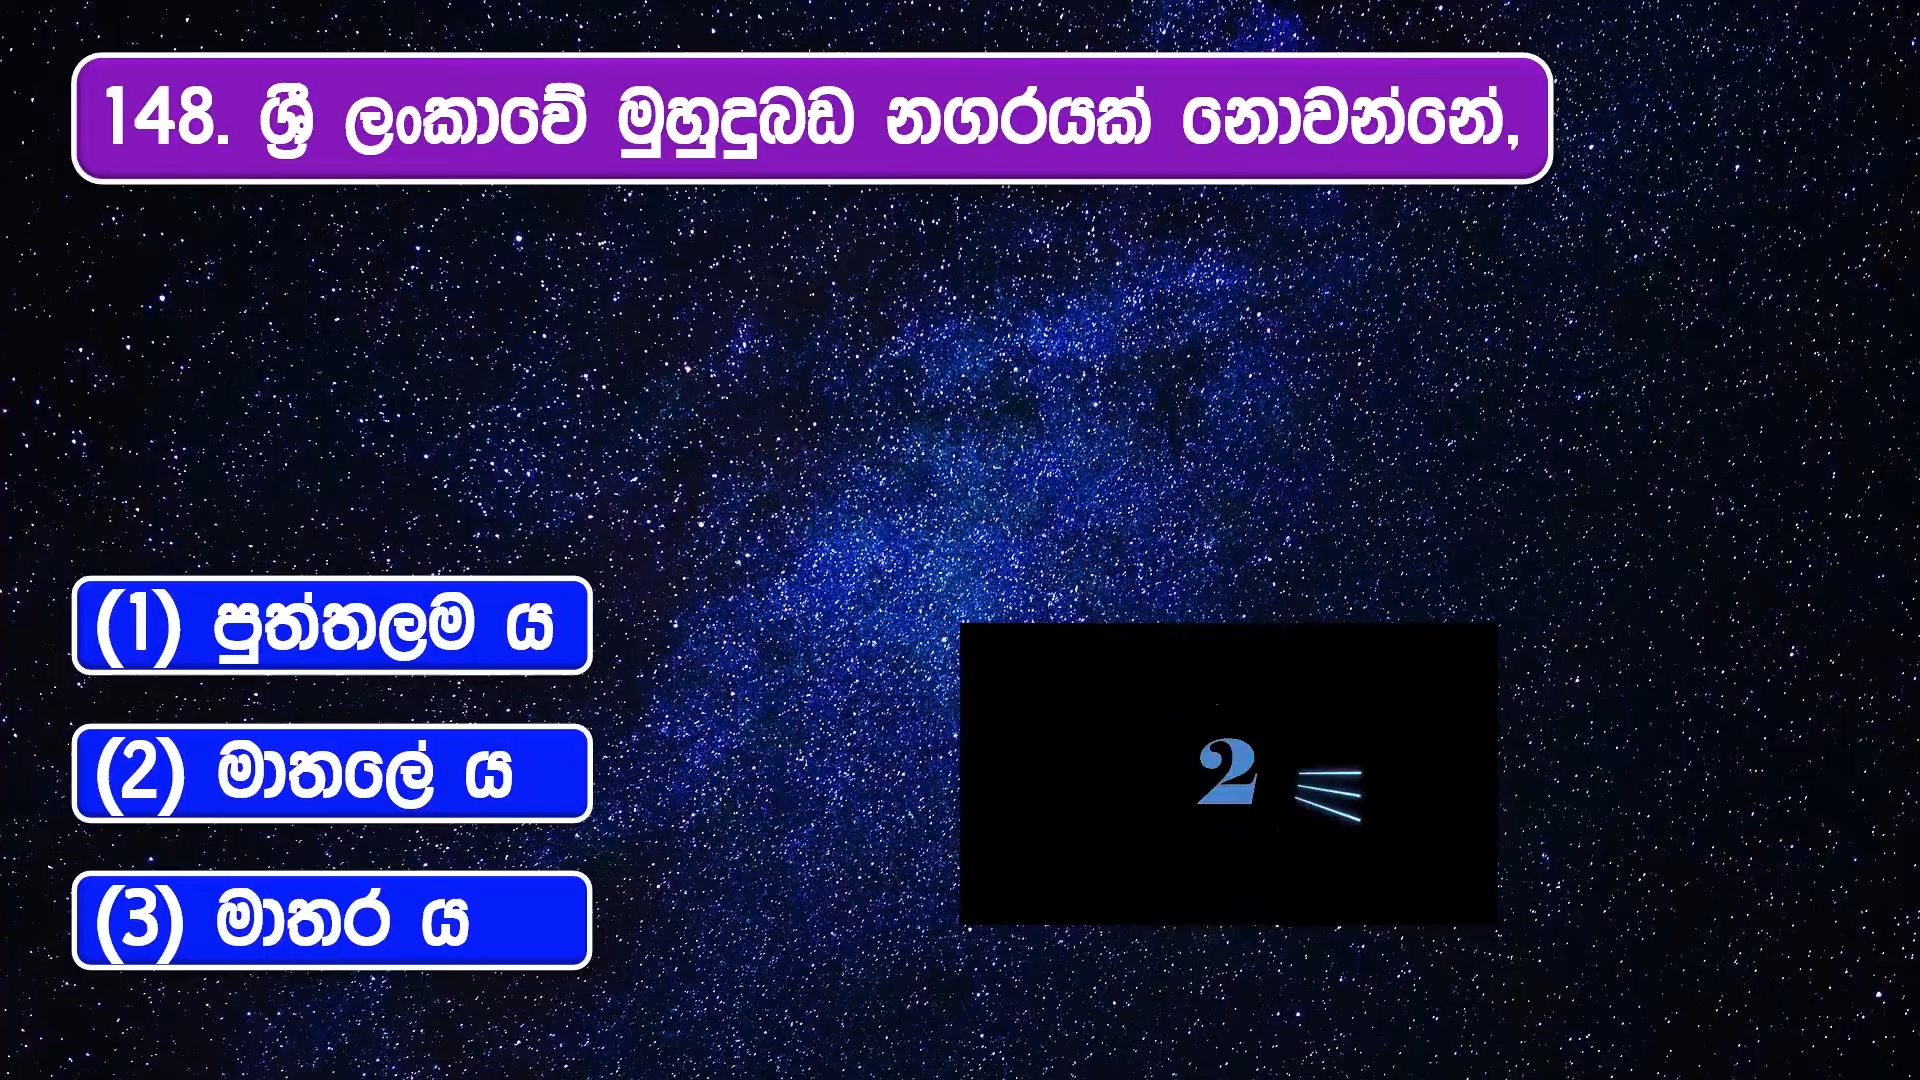 148. ශ්‍රී ලංකාවේ මුහුදුබඩ නගරයක් නොවන්නේ,
(1) පුත්තලම ය
(2) මාතලේ ය
(3) මාතර ය
2